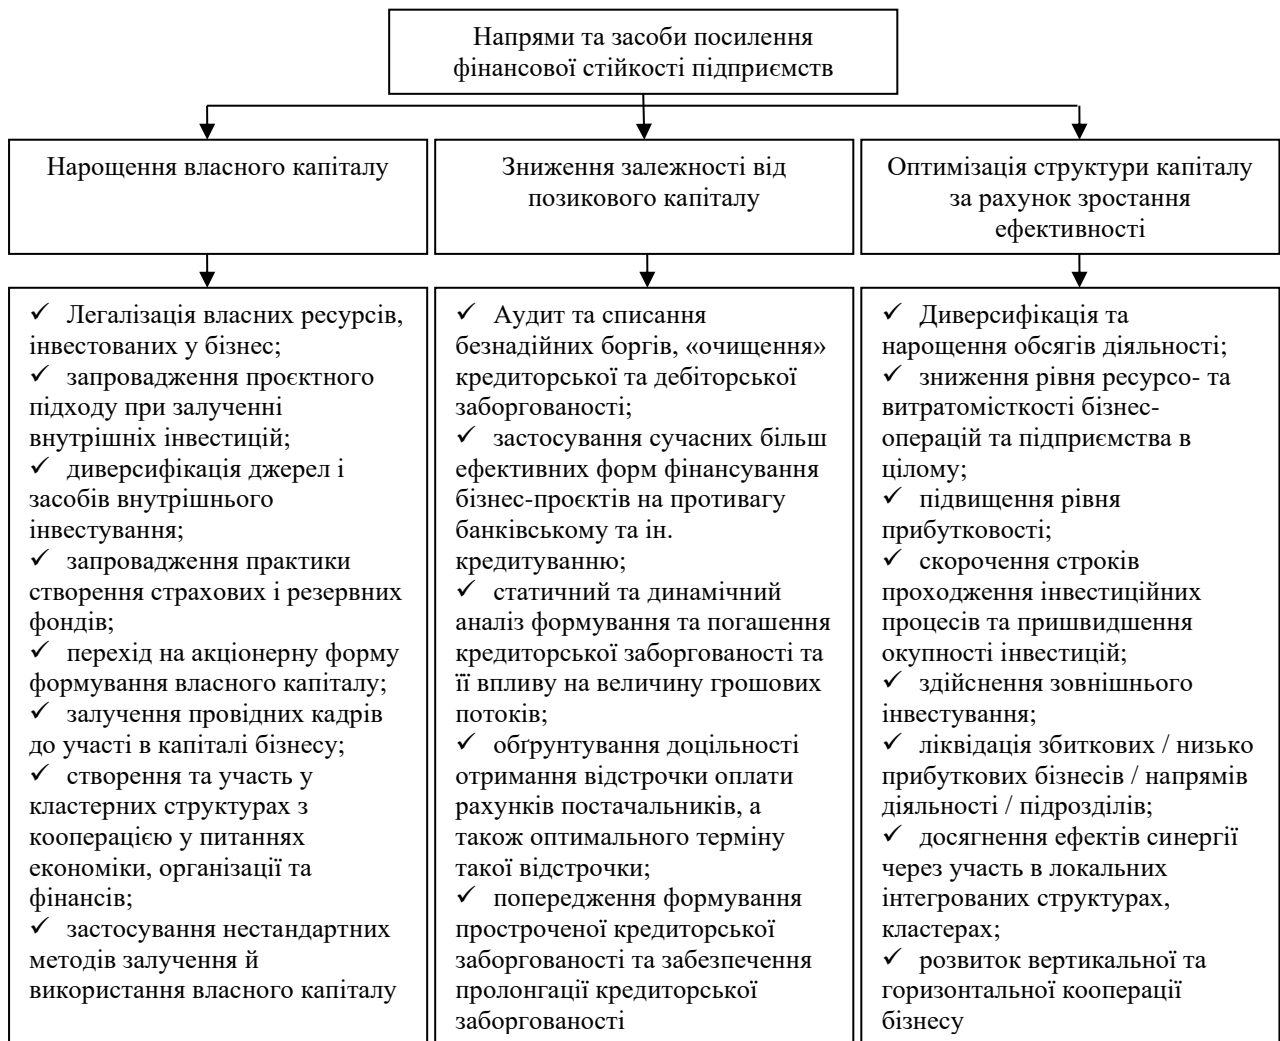 Напрями та засоби посилення
фінансової стійкості підприємств
Нарощення власного капіталу
Зниження залежності від
позикового капіталу
Оптимізація структури капіталу
за рахунок зростання
ефективності
✓ Легалізація власних ресурсів,
інвестованих у бізнес;
✓ запровадження проєктного
підходу при залученні
внутрішніх інвестицій;
✓ диверсифікація джерел і
засобів внутрішнього
інвестування;
✓ запровадження практики
створення страхових і резервних
фондів;
✓ перехід на акціонерну форму
формування власного капіталу;
✓ залучення провідних кадрів
до участі в капіталі бізнесу;
✓ створення та участь у
кластерних структурах з
кооперацією у питаннях
економіки, організації та
фінансів;
✓ застосування нестандартних
методів залучення й
використання власного капіталу
✓ Аудит та списання
безнадійних боргів, «очищення»
кредиторської та дебіторської
заборгованості;
✓ застосування сучасних більш
ефективних форм фінансування
бізнес-проєктів на противагу
банківському та ін.
кредитуванню;
✓ статичний та динамічний
аналіз формування та погашення
кредиторської заборгованості та
її впливу на величину грошових
потоків;
✓ обґрунтування доцільності
отримання відстрочки оплати
рахунків постачальників, а
також оптимального терміну
такої відстрочки;
✓ попередження формування
простроченої кредиторської
заборгованості та забезпечення
пролонгації кредиторської
заборгованості
✓ Диверсифікація та
нарощення обсягів діяльності;
✓ зниження рівня ресурсо- та
витратомісткості бізнес-
операцій та підприємства в
цілому;
✓ підвищення рівня
прибутковості;
✓ скорочення строків
проходження інвестиційних
процесів та пришвидшення
окупності інвестицій;
✓ здійснення зовнішнього
інвестування;
✓ ліквідація збиткових / низько
прибуткових бізнесів / напрямів
діяльності / підрозділів;
✓ досягнення ефектів синергії
через участь в локальних
інтегрованих структурах,
кластерах;
✓ розвиток вертикальної та
горизонтальної кооперації
бізнесу